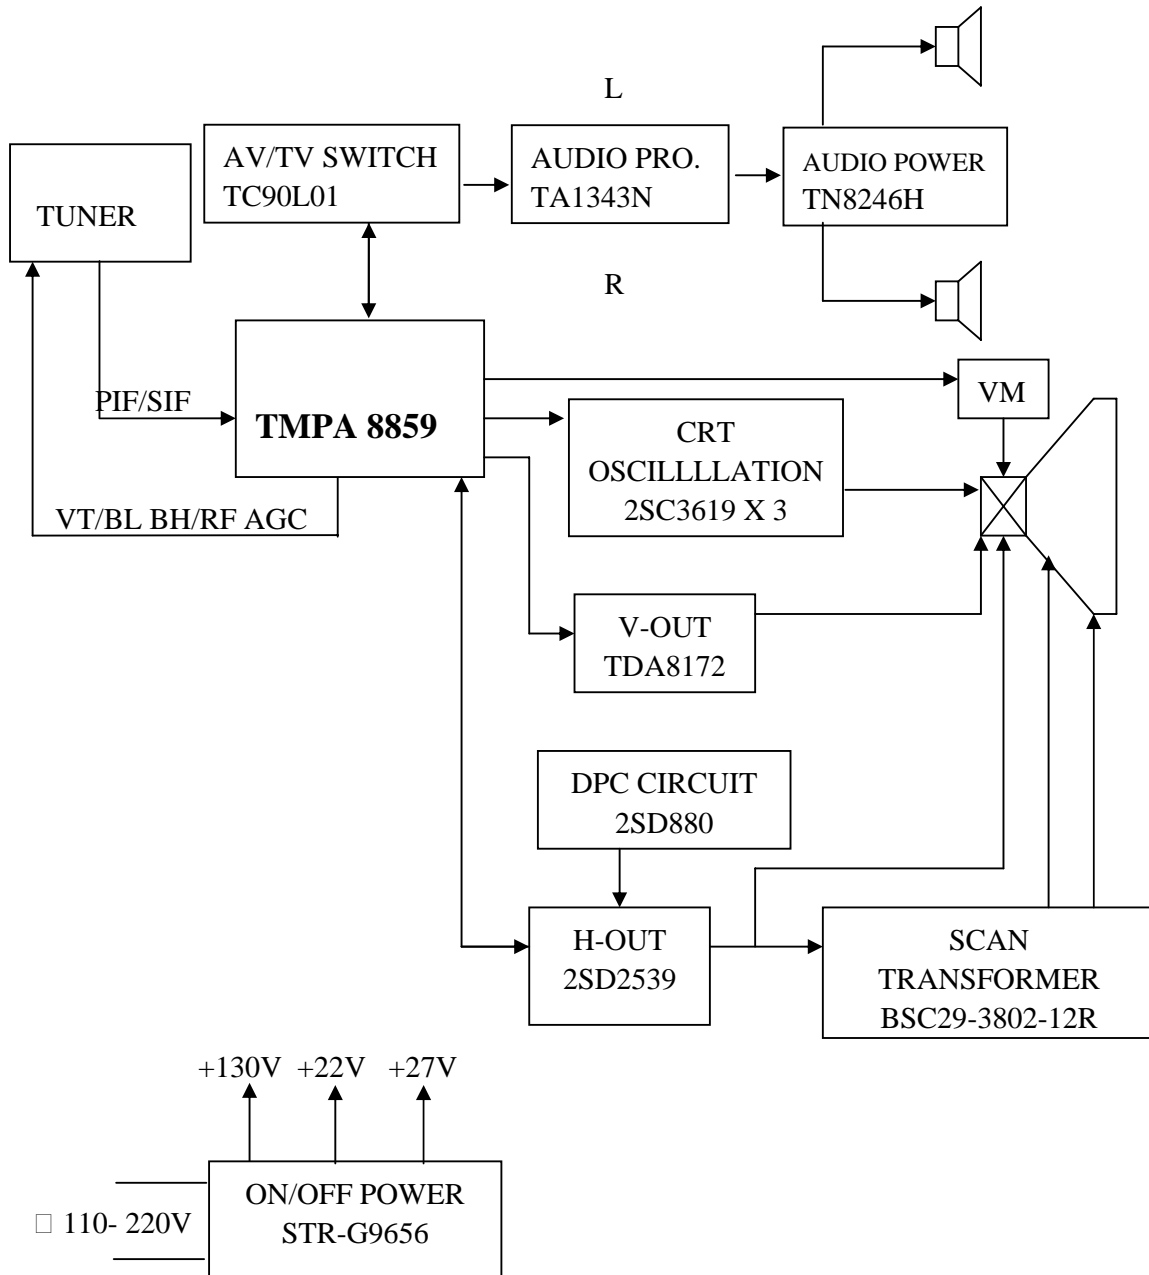 L
AV/TV SWITCH
TC90L01
AUDIO PRO.
TA1343N
AUDIO POWER
TN8246H
TUNER
R
PIF/SIF
TMPA 8859
VM
CRT
OSCILLLLATION
2SC3619 X 3
VT/BL BH/RF AGC
V-OUT
TDA8172
DPC CIRCUIT
2SD880
H-OUT
2SD2539
SCAN
TRANSFORMER
BSC29-3802-12R
+130V +22V +27V
ON/OFF POWER
STR-G9656
□ 110- 220V